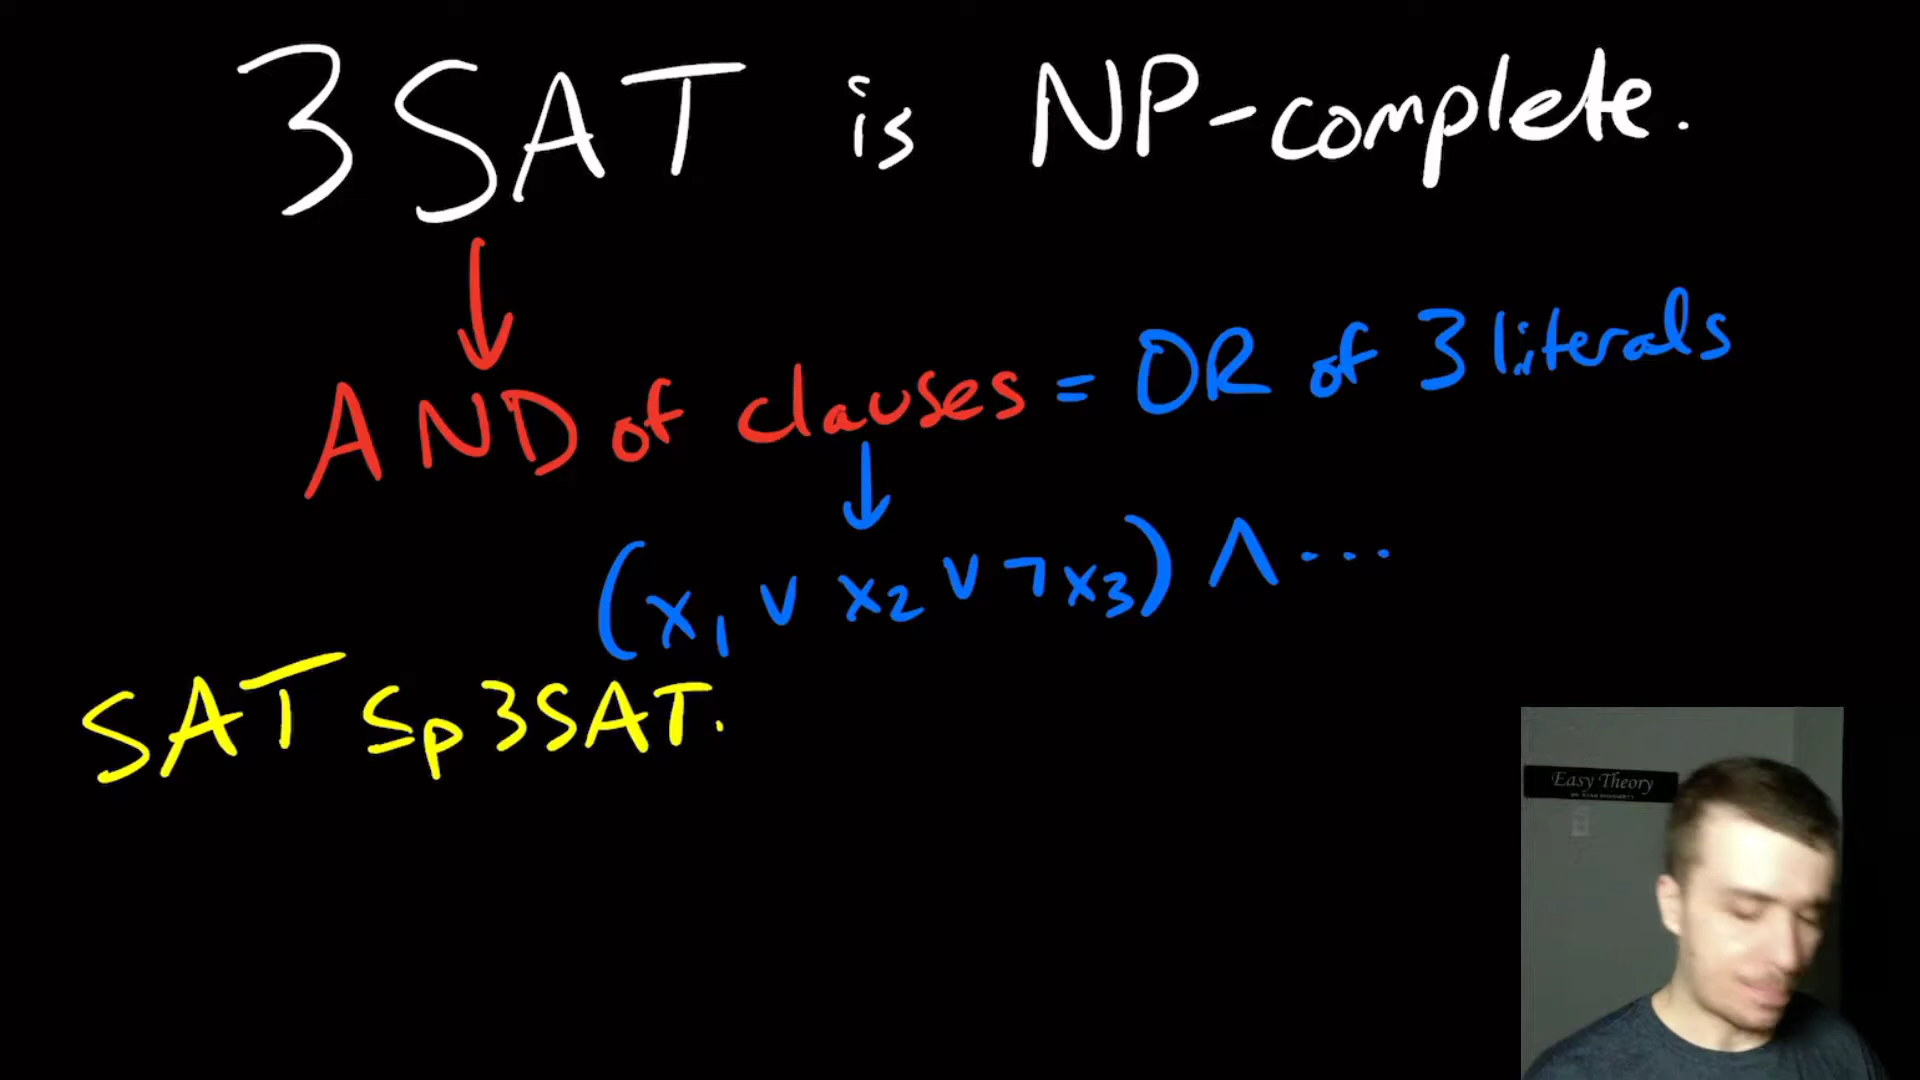 3SAT is NP-complete.
AND of clauses = OR of 3 literals
(x₁ ∨ x₂ ∨ ¬x₃) ∧ ...
SAT ≤p 3SAT.
Easy Theory